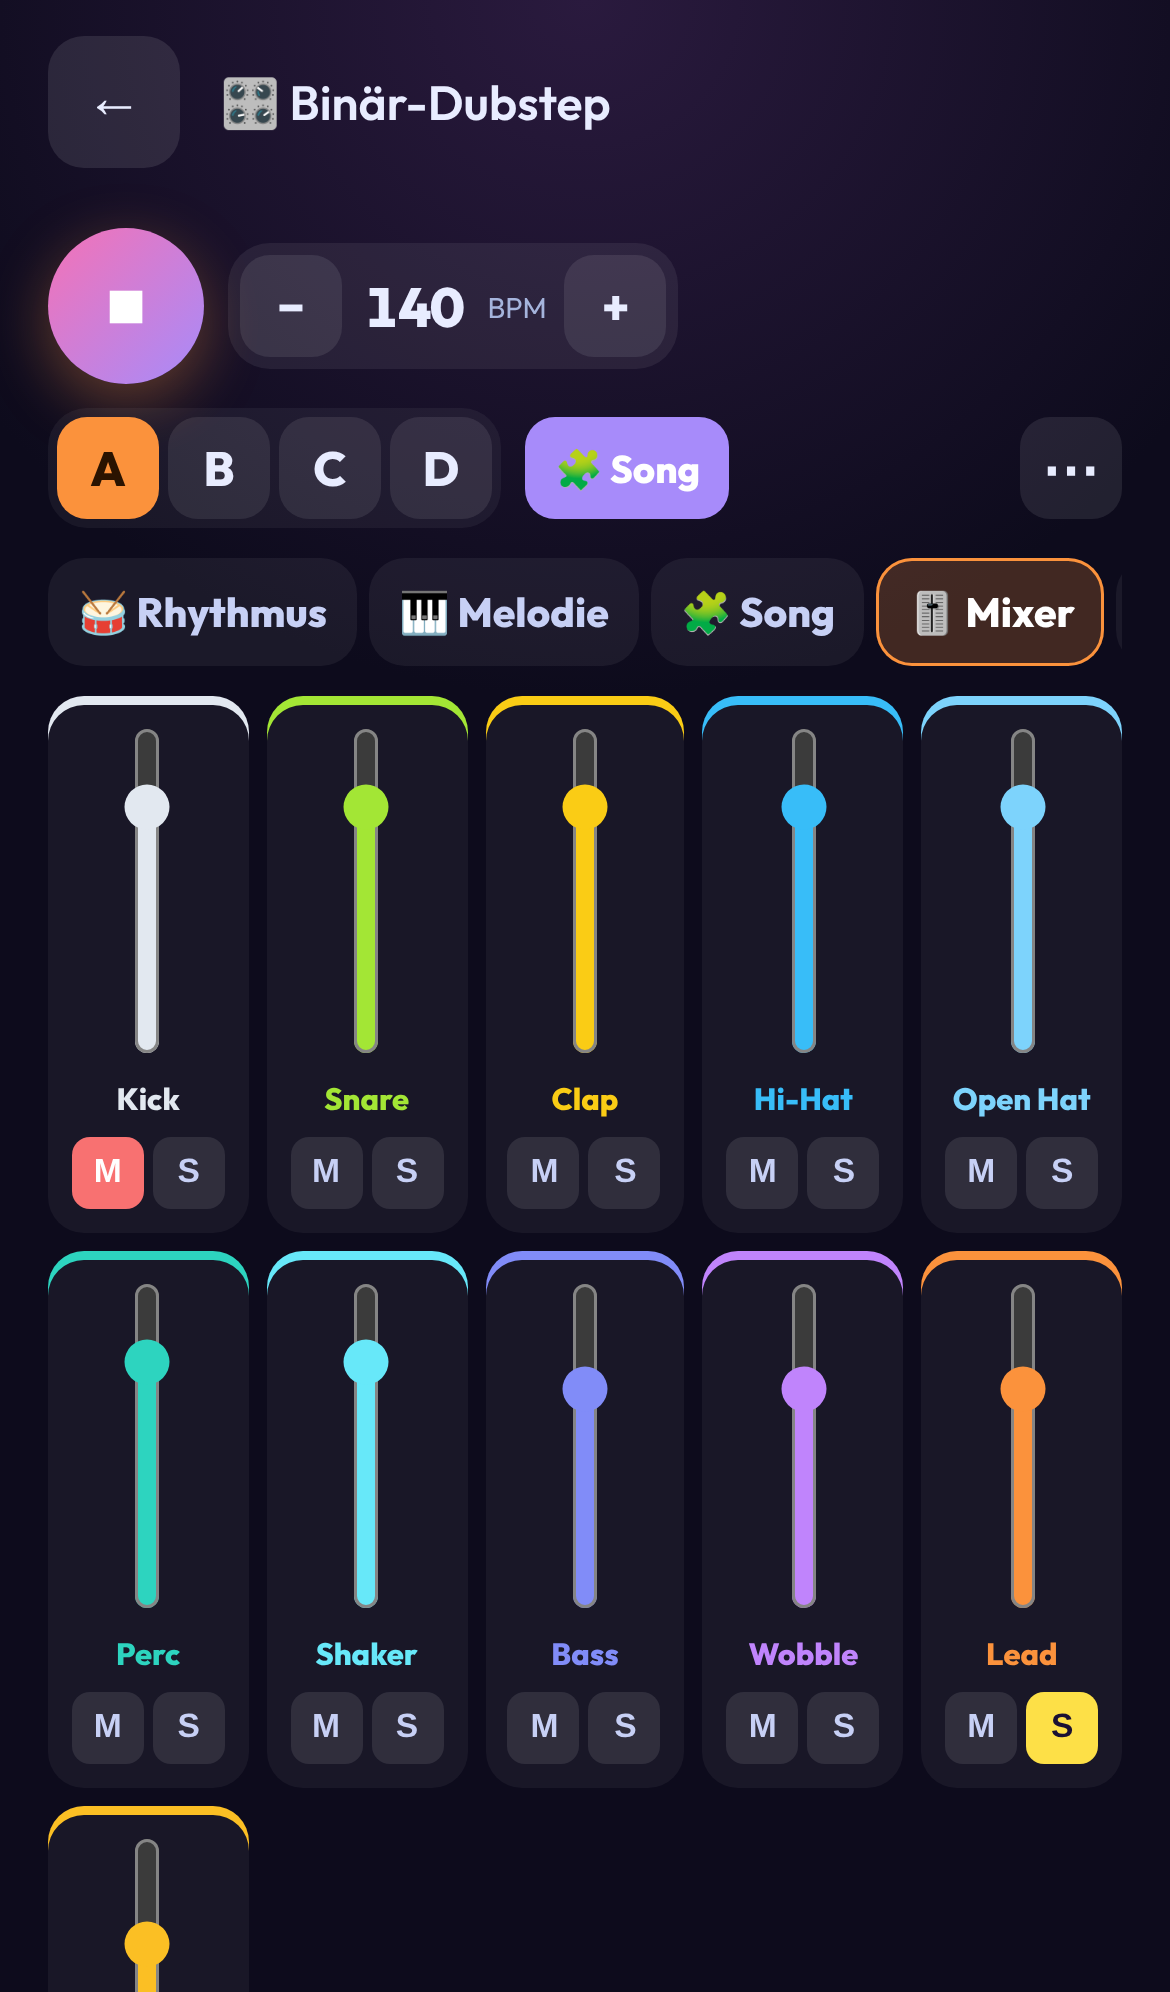 ← Binär-Dubstep
− 140 BPM +
A B C D Song ...
Rhythmus Melodie Song Mixer
Kick Snare Clap Hi-Hat Open Hat
M S M S M S M S M S
Perc Shaker Bass Wobble Lead
M S M S M S M S M S